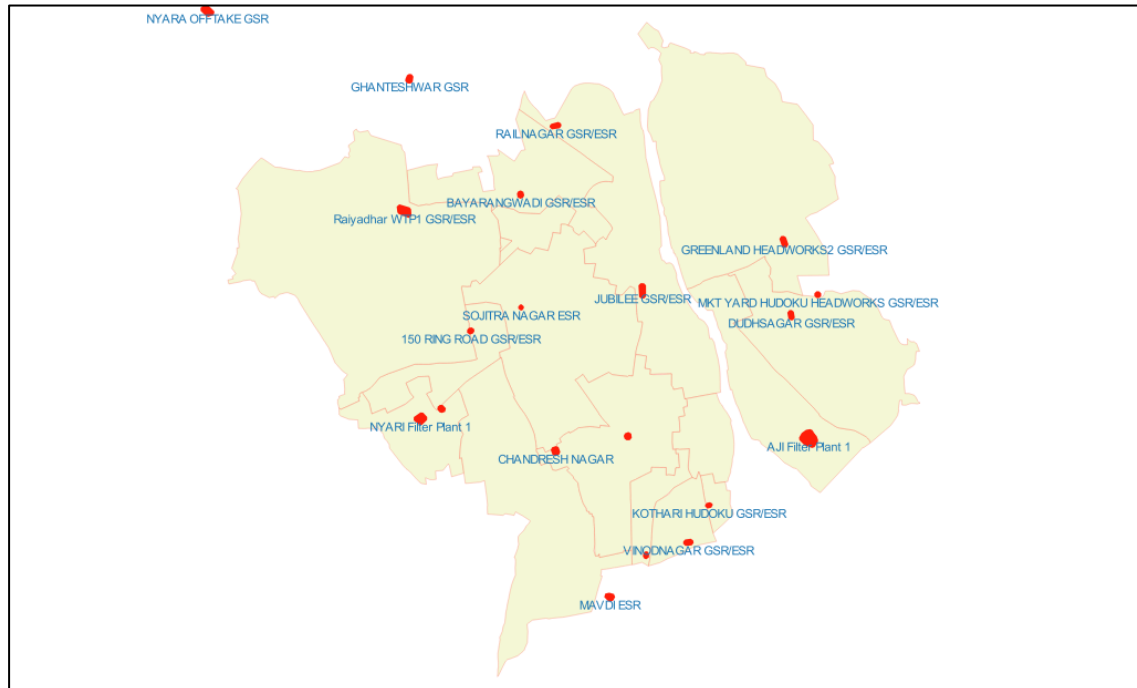 NYARA OFFTAKE GSR
GHANTESHWAR GSR
RAILNAGAR GSR/ESR
BAYARANGWADI GSR/ESR
Raiyadhar WTP1 GSR/ESR
GREENLAND HEADWORKS2 GSR/ESR
JUBILEE GSR/ESR
MKT YARD HUDOKU HEADWORKS GSR/ESR
SOJITRA NAGAR ESR
DUDHSAGAR GSR/ESR
150 RING ROAD GSR/ESR
NYARI Filter Plant 1
AJI Filter Plant 1
CHANDRESH NAGAR
KOTHARI HUDOKU GSR/ESR
VINODNAGAR GSR/ESR
MAVDI ESR